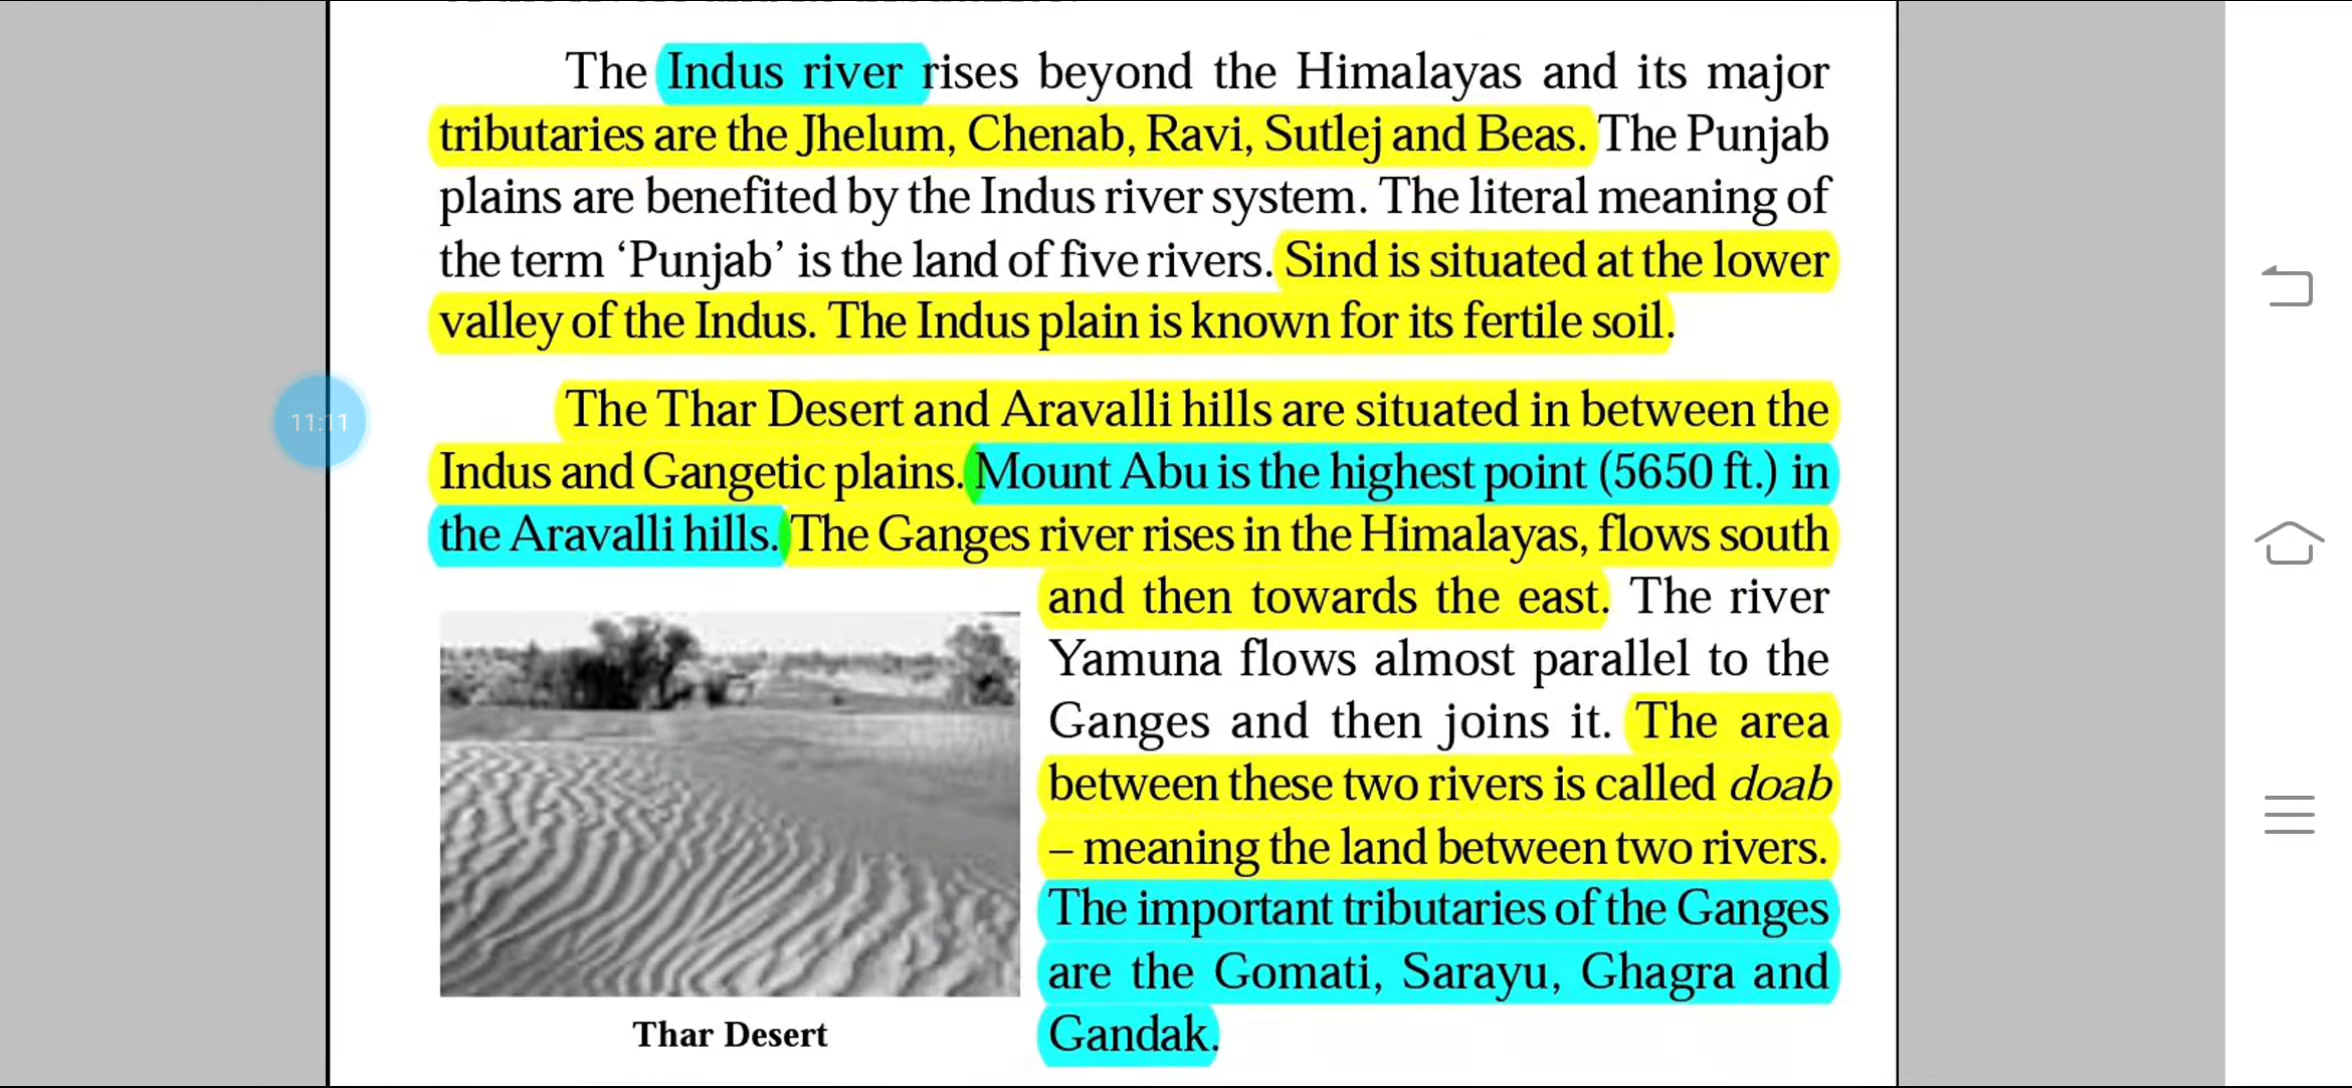 The Indus river rises beyond the Himalayas and its major
tributaries are the Jhelum, Chenab, Ravi, Sutlej and Beas. The Punjab
plains are benefited by the Indus river system. The literal meaning of
the term ‘Punjab’ is the land of five rivers. Sind is situated at the lower
valley of the Indus. The Indus plain is known for its fertile soil.
The Thar Desert and Aravalli hills are situated in between the
11:11
Indus and Gangetic plains. Mount Abu is the highest point (5650 ft.) in
the Aravalli hills. The Ganges river rises in the Himalayas, flows south
and then towards the east. The river
Yamuna flows almost parallel to the
Ganges and then joins it. The area
between these two rivers is called doab
– meaning the land between two rivers.
The important tributaries of the Ganges
are the Gomati, Sarayu, Ghagra and
Gandak.
Thar Desert